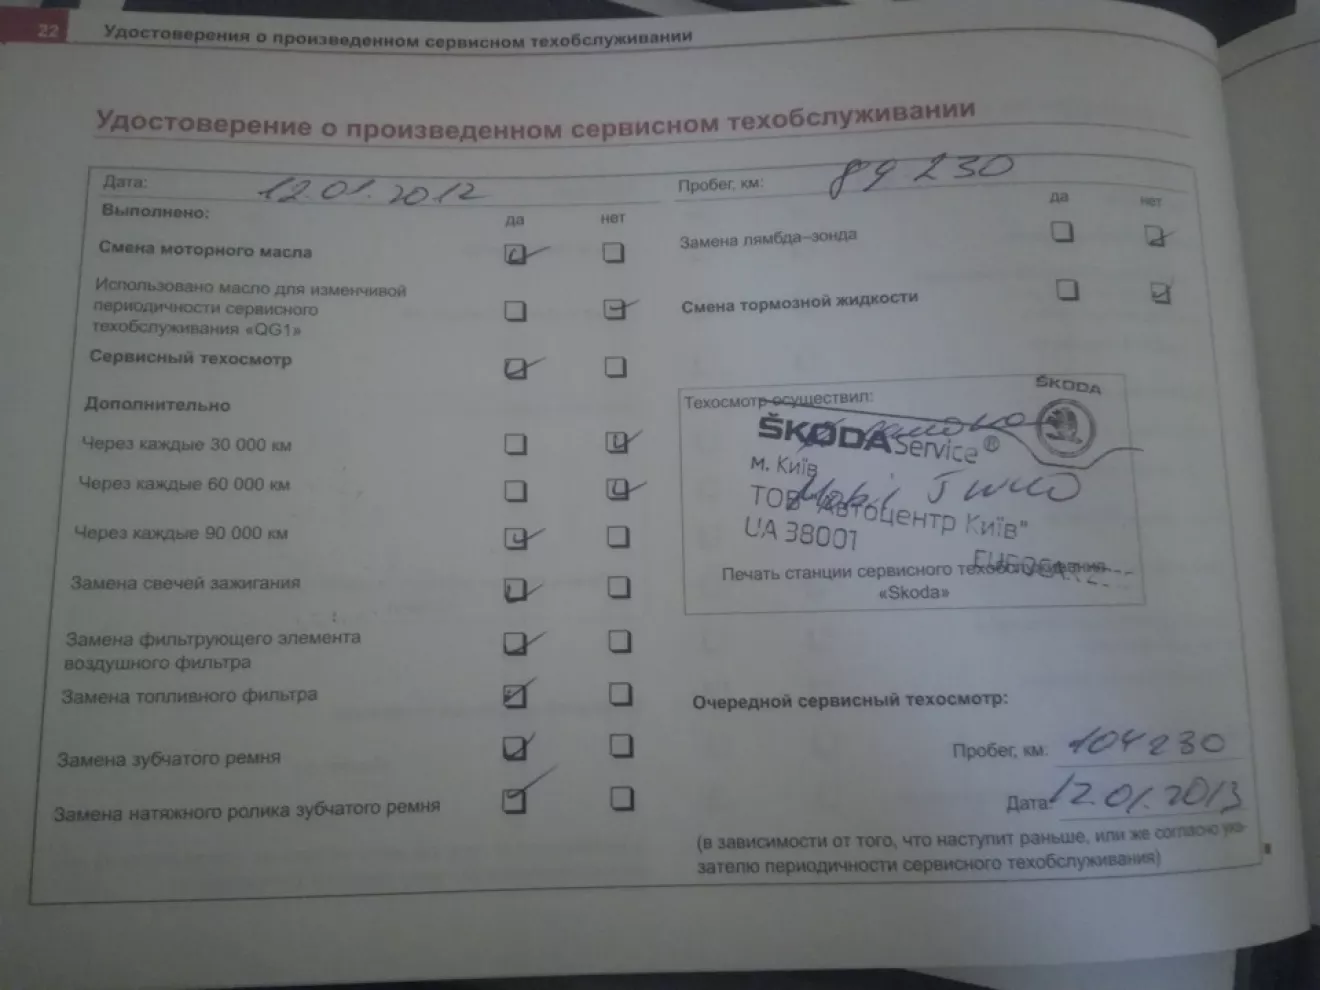 22 Удостоверения о произведенном сервисном техобслуживании
Удостоверение о произведенном сервисном техобслуживании
Дата: 12.01.2012
Пробег, км: 89 230
Выполнено: да нет
Смена моторного масла
Использовано масло для изменчивой
периодичности сервисного
техобслуживания «QG1»
Сервисный техосмотр
Дополнительно
Через каждые 30 000 км
Через каждые 60 000 км
Через каждые 90 000 км
Замена свечей зажигания
Замена фильтрующего элемента
воздушного фильтра
Замена топливного фильтра
Замена зубчатого ремня
Замена натяжного ролика зубчатого ремня
да нет
Замена лямбда–зонда
Смена тормозной жидкости
ŠKODA
Техосмотр осуществил:
ŠKODA Service®
м. Київ
ТОВ "Автоцентр Київ"
UA 38001
Печать станции сервисного техобслуживания
«Skoda»
Очередной сервисный техосмотр:
Пробег, км: 104 230
Дата: 12.01.2013
(в зависимости от того, что наступит раньше, или же согласно ука-
зателю периодичности сервисного техобслуживания)